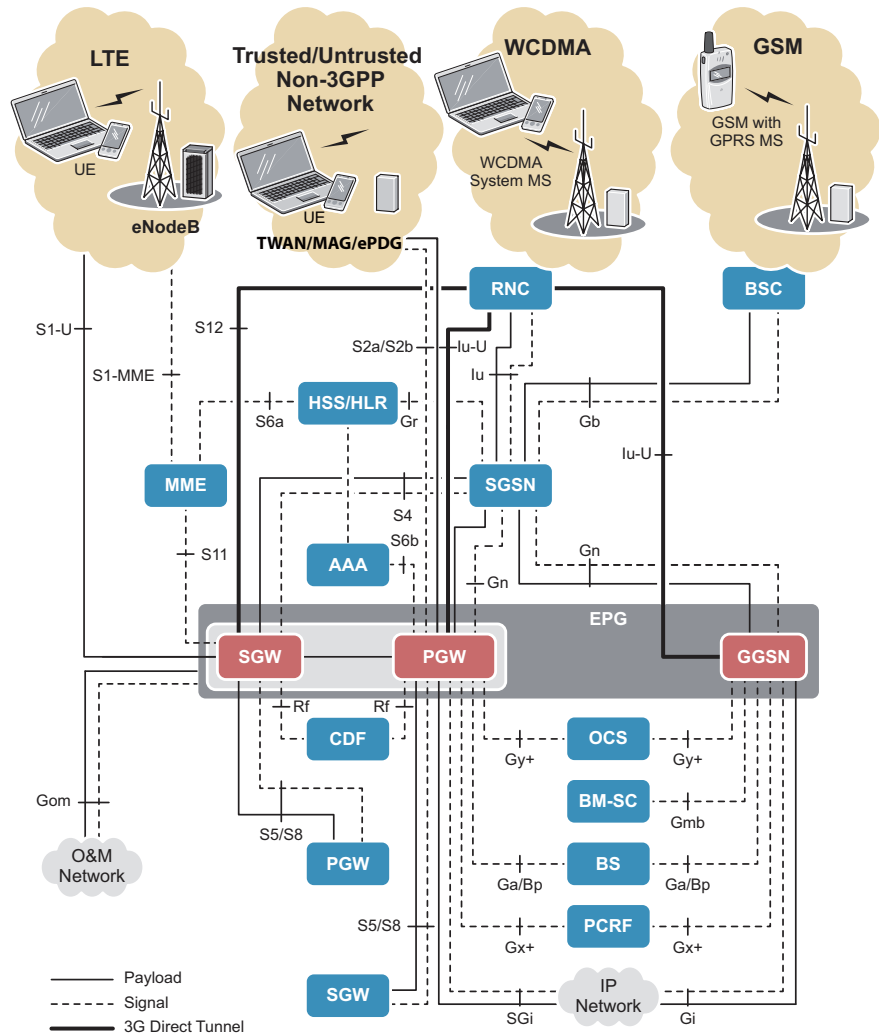 LTE
UE
eNodeB
Trusted/Untrusted
Non-3GPP
Network
UE
TWAN/MAG/ePDG
WCDMA
WCDMA
System MS
GSM
GSM with
GPRS MS
RNC
BSC
S1-U
S12
S2a/S2b
Iu-U
S1-MME
Iu
HSS/HLR
S6a
Gr
Gb
Iu-U
MME
SGSN
S4
S6b
S11
AAA
Gn
Gn
EPG
SGW
PGW
GGSN
Rf
Rf
CDF
OCS
Gy+
Gy+
Gom
BM-SC
Gmb
S5/S8
O&M
Network
PGW
BS
Ga/Bp
Ga/Bp
S5/S8
PCRF
Gx+
Gx+
Payload
Signal
3G Direct Tunnel
SGW
IP
Network
SGi
Gi